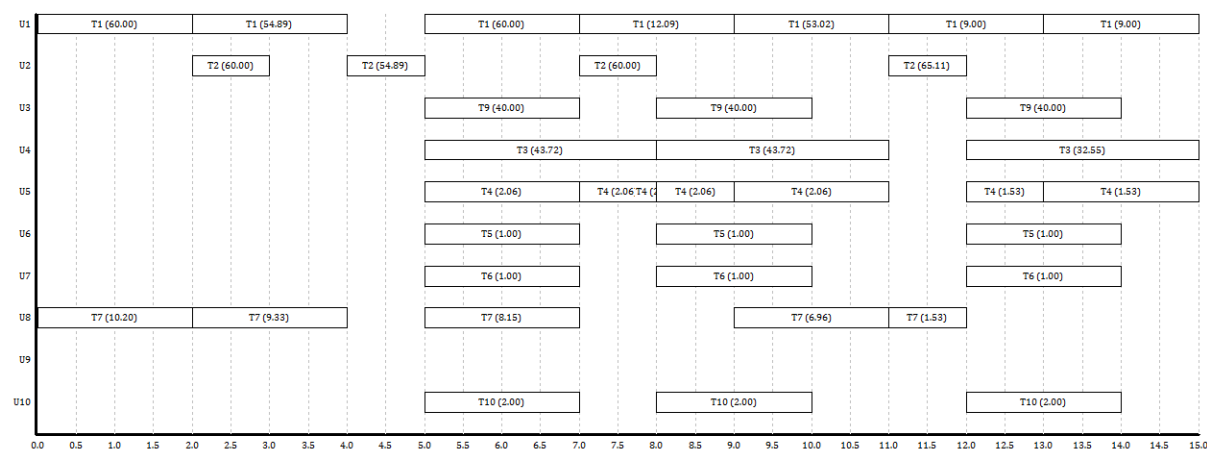 U1 T1 (60.00) T1 (54.89) T1 (60.00) T1 (12.09) T1 (53.02) T1 (9.00) T1 (9.00)
U2 T2 (60.00) T2 (54.89) T2 (60.00) T2 (65.11)
U3 T9 (40.00) T9 (40.00) T9 (40.00)
U4 T3 (43.72) T3 (43.72) T3 (32.55)
U5 T4 (2.06) T4 (2.06 T4 (2.06) T4 (2.06) T4 (1.53) T4 (1.53)
U6 T5 (1.00) T5 (1.00) T5 (1.00)
U7 T6 (1.00) T6 (1.00) T6 (1.00)
U8 T7 (10.20) T7 (9.33) T7 (8.15) T7 (6.96) T7 (1.53)
U9
U10 T10 (2.00) T10 (2.00) T10 (2.00)
0.0 0.5 1.0 1.5 2.0 2.5 3.0 3.5 4.0 4.5 5.0 5.5 6.0 6.5 7.0 7.5 8.0 8.5 9.0 9.5 10.0 10.5 11.0 11.5 12.0 12.5 13.0 13.5 14.0 14.5 15.0